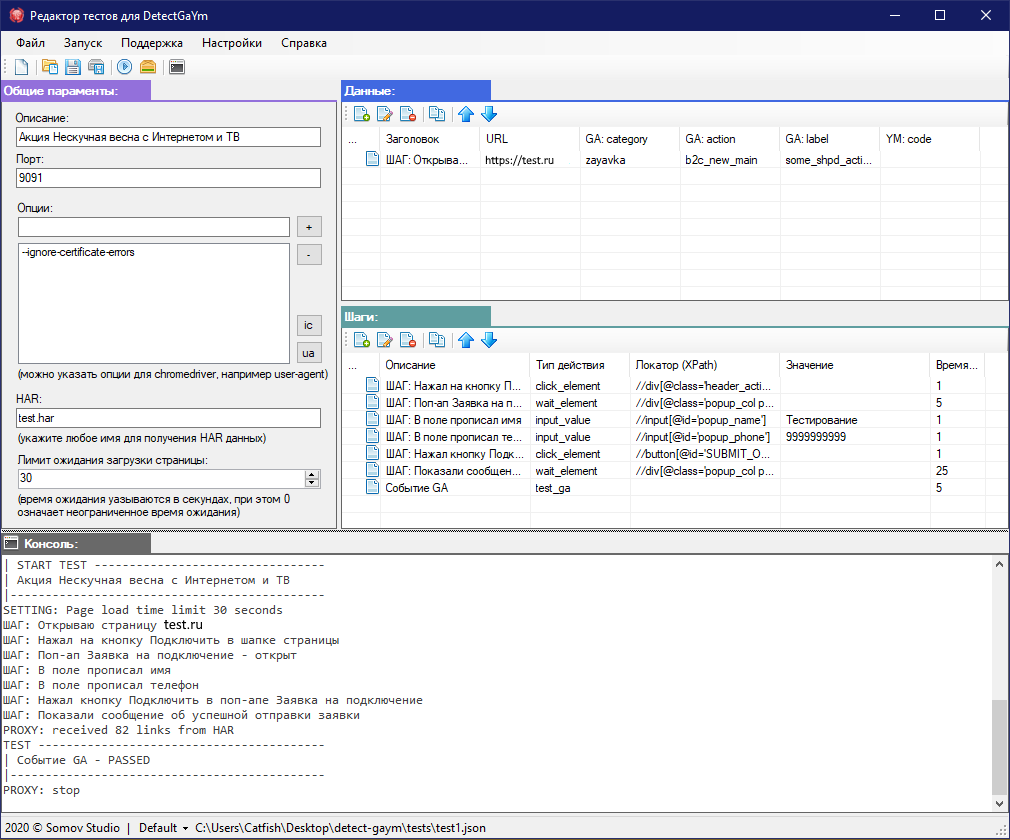 Редактор тестов для DetectGaYm
Файл Запуск Поддержка Настройки Справка
Общие парамeнты:
Описание:
Акция Нескучная весна с Интернетом и ТВ
Порт:
9091
Опции:
+
--ignore-certificate-errors
-
ic
ua
(можно указать опции для chromedriver, например user-agent)
HAR:
test.har
(укажите любое имя для получения HAR данных)
Лимит ожидания загрузки страницы:
30
(время ожидания уазываются в секундах, при этом 0
означает неограниченное время ожидания)
Данные:
... Заголовок URL GA: category GA: action GA: label YM: code
ШАГ: Открыва... https://test.ru zayavka b2c_new_main some_shpd_acti...
Шаги:
... Описание Тип действия Локатор (XPath) Значение Время...
ШАГ: Нажал на кнопку П... click_element //div[@class='header_acti... 1
ШАГ: Поп-ап Заявка на п... wait_element //div[@class='popup_col p... 5
ШАГ: В поле прописал имя input_value //input[@id='popup_name'] Тестирование 1
ШАГ: В поле прописал те... input_value //input[@id='popup_phone'] 9999999999 1
ШАГ: Нажал кнопку Подк... click_element //button[@id='SUBMIT_O... 1
ШАГ: Показали сообщен... wait_element //div[@class='popup_col p... 25
Событие GA test_ga 5
Консоль:
| START TEST ---------------------------------
| Акция Нескучная весна с Интернетом и ТВ
|---------------------------------------------
SETTING: Page load time limit 30 seconds
ШАГ: Открываю страницу test.ru
ШАГ: Нажал на кнопку Подключить в шапке страницы
ШАГ: Поп-ап Заявка на подключение - открыт
ШАГ: В поле прописал имя
ШАГ: В поле прописал телефон
ШАГ: Нажал кнопку Подключить в поп-апе Заявка на подключение
ШАГ: Показали сообщение об успешной отправки заявки
PROXY: received 82 links from HAR
TEST -----------------------------------------
| Событие GA - PASSED
|---------------------------------------------
PROXY: stop
2020 © Somov Studio | Default C:\Users\Catfish\Desktop\detect-gaym\tests\test1.json